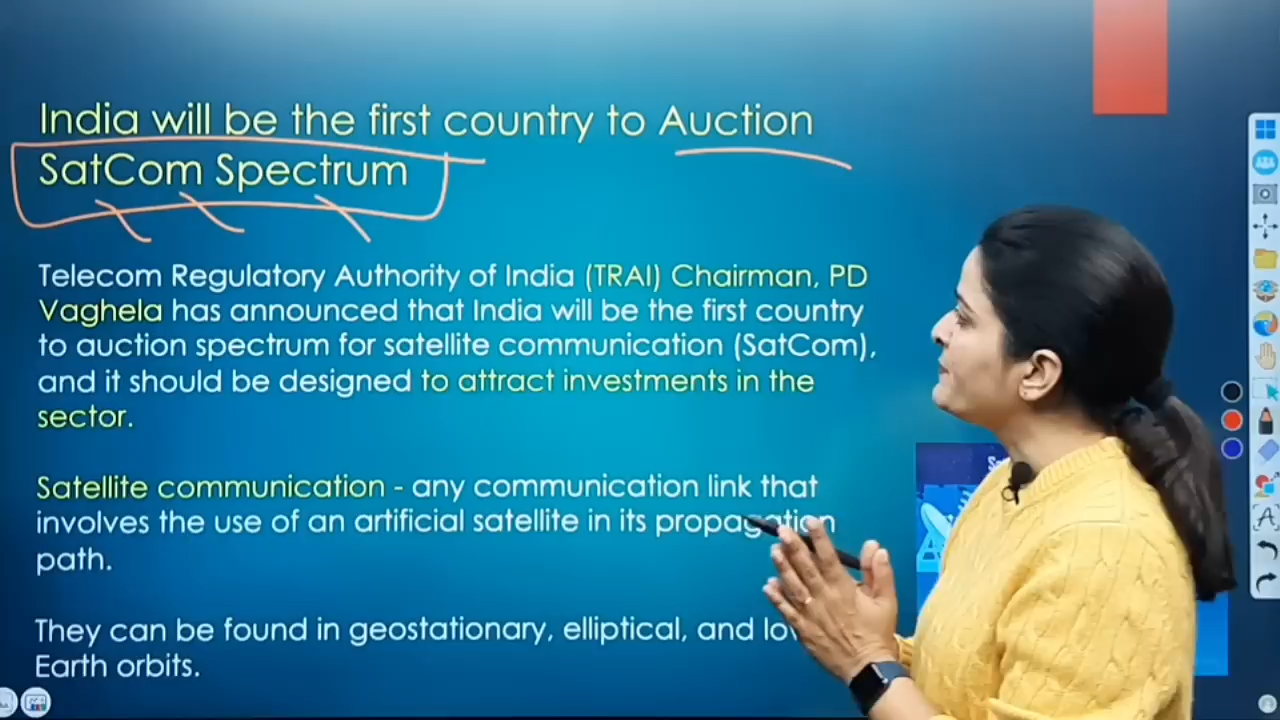 India will be the first country to Auction
SatCom Spectrum
Telecom Regulatory Authority of India (TRAI) Chairman, PD
Vaghela has announced that India will be the first country
to auction spectrum for satellite communication (SatCom),
and it should be designed to attract investments in the
sector.
Satellite communication - any communication link that
involves the use of an artificial satellite in its propagation
path.
They can be found in geostationary, elliptical, and
Earth orbits.